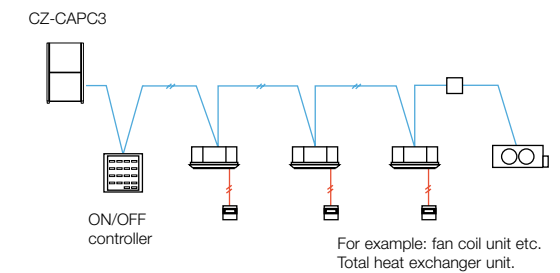 CZ-CAPC3
ON/OFF
controller
For example: fan coil unit etc.
Total heat exchanger unit.